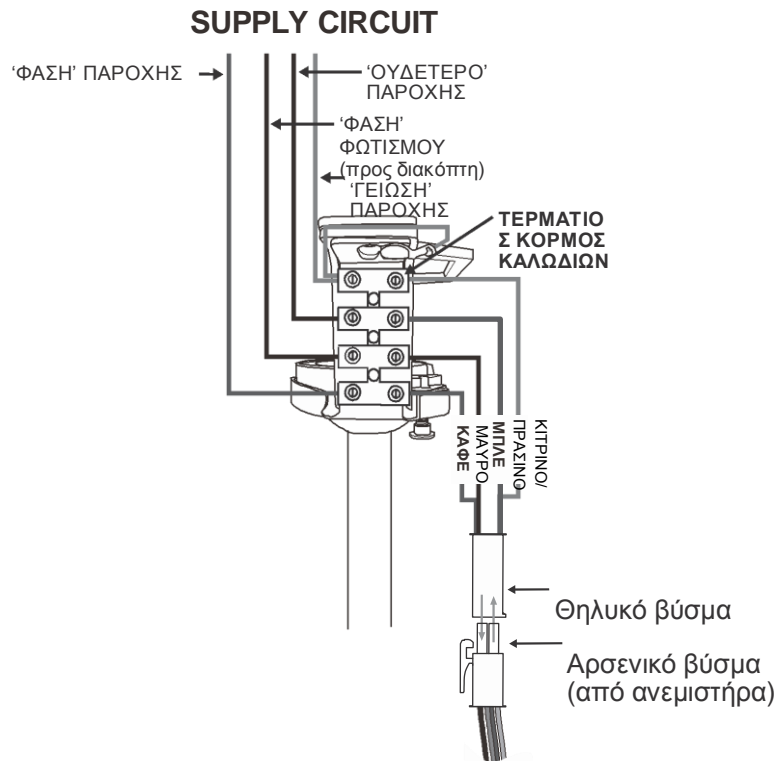 SUPPLY CIRCUIT
‘ΦΑΣΗ’ ΠΑΡΟΧΗΣ
‘ΟΥΔΕΤΕΡΟ’
ΠΑΡΟΧΗΣ
‘ΦΑΣΗ’
ΦΩΤΙΣΜΟΥ
(προς διακόπτη)
‘ΓΕΙΩΣΗ’
ΠΑΡΟΧΗΣ
ΤΕΡΜΑΤΙΟ
Σ ΚΟΡΜΟΣ
ΚΑΛΩΔΙΩΝ
ΚΑΦΕ
ΜΑΥΡΟ
ΜΠΛΕ
ΚΙΤΡΙΝΟ/
ΠΡΑΣΙΝΟ
Θηλυκό βύσμα
Αρσενικό βύσμα
(από ανεμιστήρα)